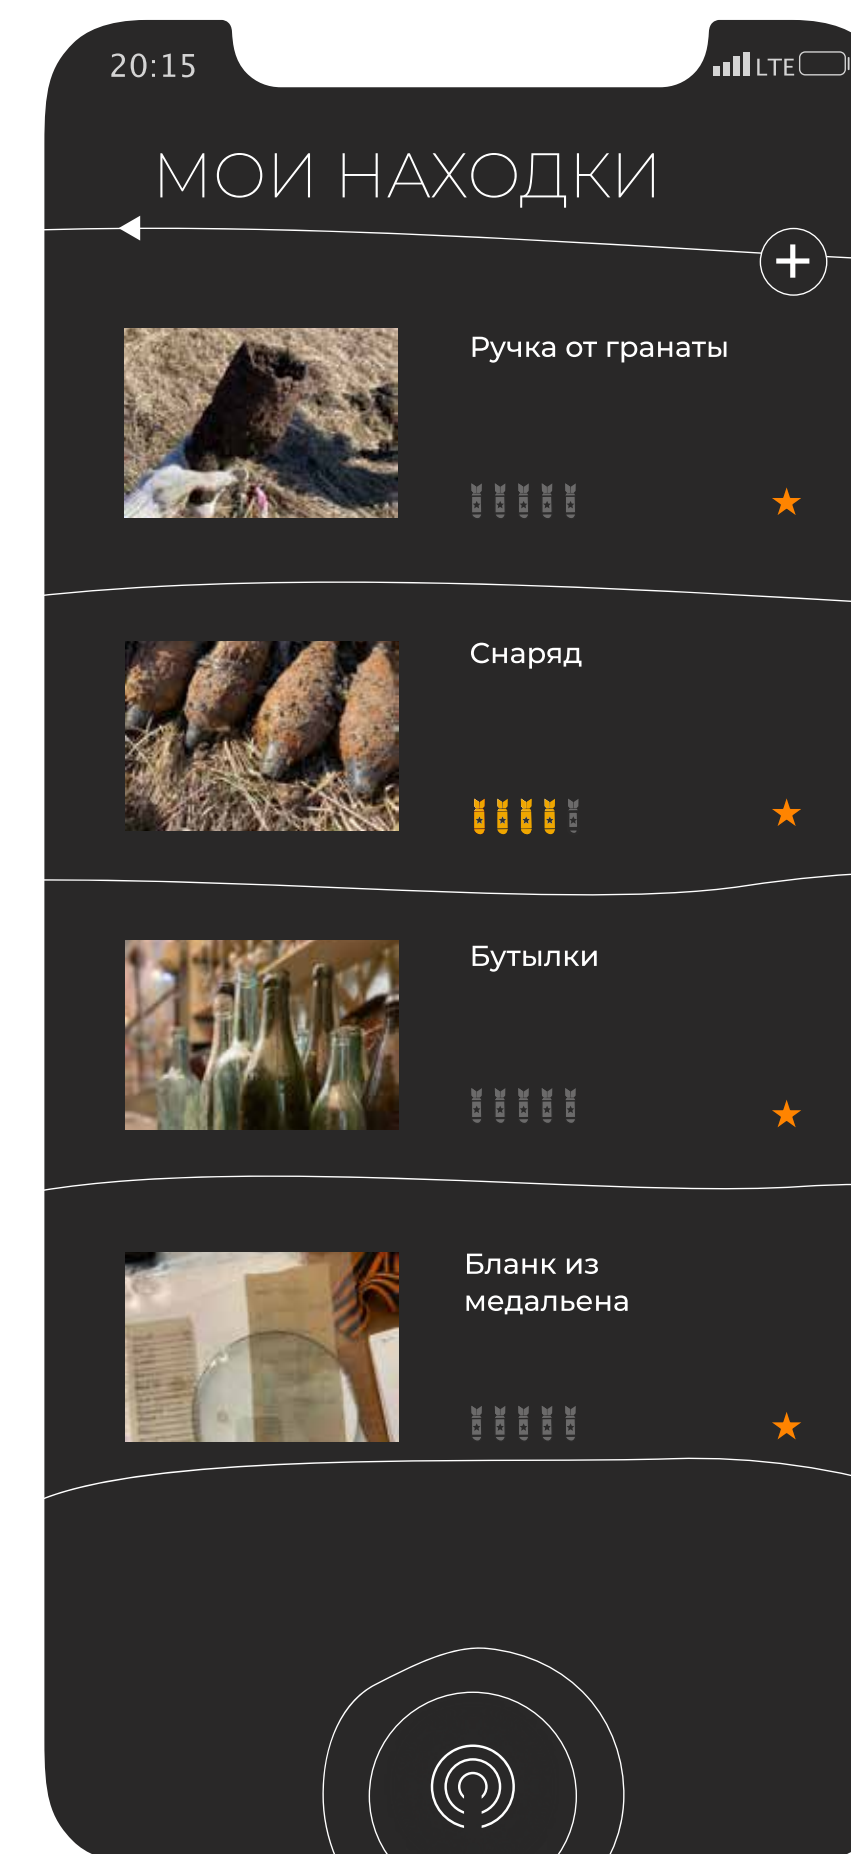 20:15
LTE
МОИ НАХОДКИ
Ручка от гранаты
Снаряд
Бутылки
Бланк из
медальена